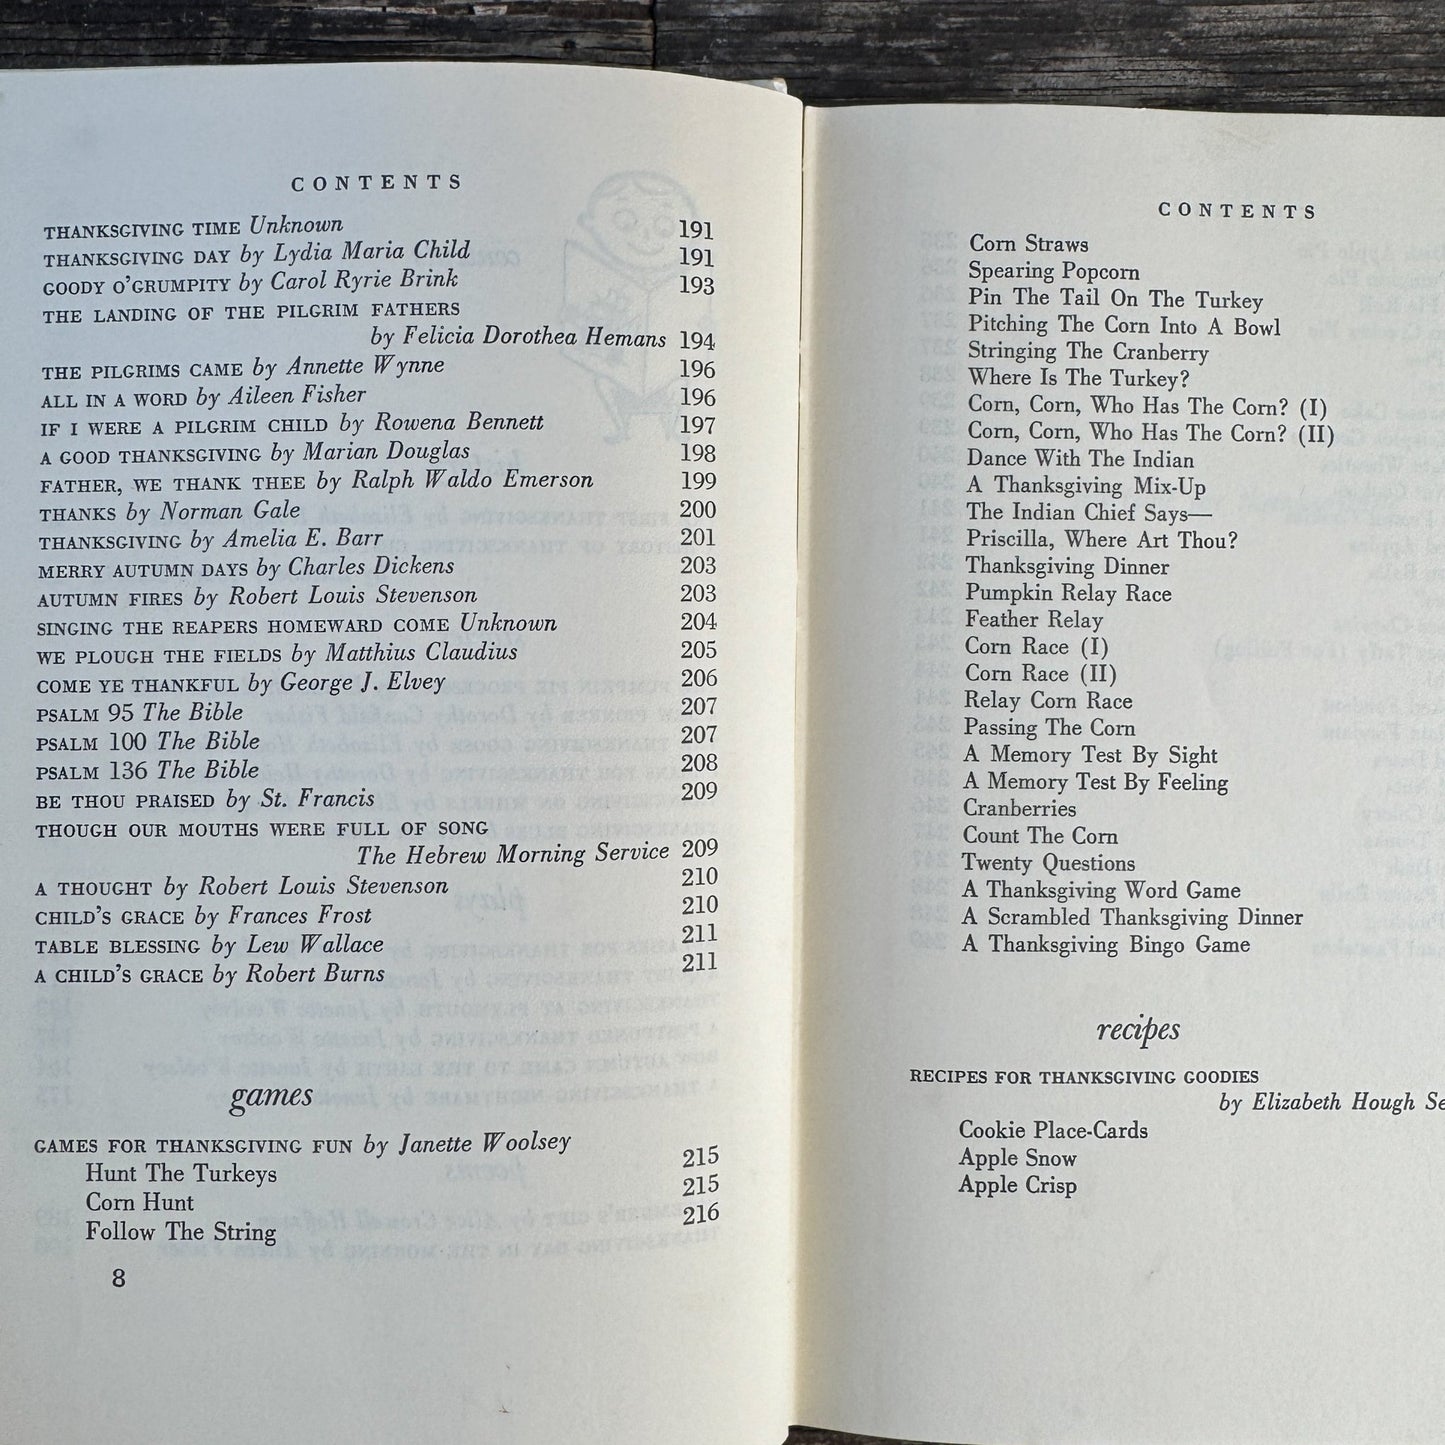 CONTENTS
THANKSGIVING TIME Unknown 191
THANKSGIVING DAY by Lydia Maria Child 191
GOODY O'GRUMPITY by Carol Ryrie Brink 193
THE LANDING OF THE PILGRIM FATHERS
by Felicia Dorothea Hemans 194
THE PILGRIMS CAME by Annette Wynne 196
ALL IN A WORD by Aileen Fisher 196
IF I WERE A PILGRIM CHILD by Rowena Bennett 197
A GOOD THANKSGIVING by Marian Douglas 198
FATHER, WE THANK THEE by Ralph Waldo Emerson 199
THANKS by Norman Gale 200
THANKSGIVING by Amelia E. Barr 201
MERRY AUTUMN DAYS by Charles Dickens 203
AUTUMN FIRES by Robert Louis Stevenson 203
SINGING THE REAPERS HOMEWARD COME Unknown 204
WE PLOUGH THE FIELDS by Matthius Claudius 205
COME YE THANKFUL by George J. Elvey 206
PSALM 95 The Bible 207
PSALM 100 The Bible 207
PSALM 136 The Bible 208
BE THOU PRAISED by St. Francis 209
THOUGH OUR MOUTHS WERE FULL OF SONG
The Hebrew Morning Service 209
A THOUGHT by Robert Louis Stevenson 210
CHILD'S GRACE by Frances Frost 210
TABLE BLESSING by Lew Wallace 211
A CHILD'S GRACE by Robert Burns 211
games
GAMES FOR THANKSGIVING FUN by Janette Woolsey
Hunt The Turkeys 215
Corn Hunt 215
Follow The String 216
8
CONTENTS
Corn Straws
Spearing Popcorn
Pin The Tail On The Turkey
Pitching The Corn Into A Bowl
Stringing The Cranberry
Where Is The Turkey?
Corn, Corn, Who Has The Corn? (I)
Corn, Corn, Who Has The Corn? (II)
Dance With The Indian
A Thanksgiving Mix-Up
The Indian Chief Says—
Priscilla, Where Art Thou?
Thanksgiving Dinner
Pumpkin Relay Race
Feather Relay
Corn Race (I)
Corn Race (II)
Relay Corn Race
Passing The Corn
A Memory Test By Sight
A Memory Test By Feeling
Cranberries
Count The Corn
Twenty Questions
A Thanksgiving Word Game
A Scrambled Thanksgiving Dinner
A Thanksgiving Bingo Game
recipes
RECIPES FOR THANKSGIVING GOODIES
by Elizabeth Hough
Cookie Place-Cards
Apple Snow
Apple Crisp